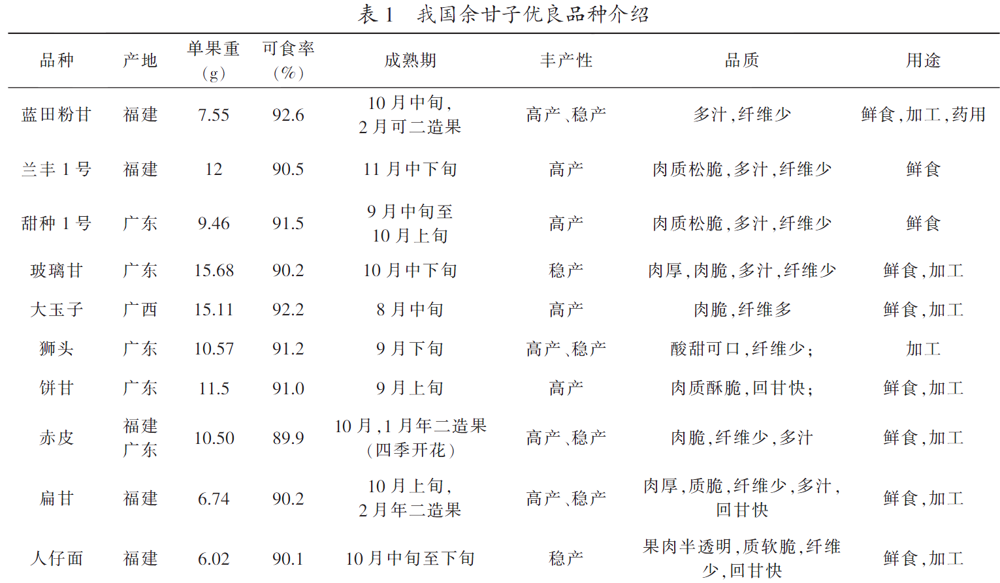 表 1 我国余甘子优良品种介绍
品种 产地 单果重(g) 可食率(%) 成熟期 丰产性 品质 用途
蓝田粉甘 福建 7.55 92.6 10 月中旬,2 月可二造果 高产、稳产 多汁,纤维少 鲜食,加工,药用
兰丰 1 号 福建 12 90.5 11 月中下旬 高产 肉质松脆,多汁,纤维少 鲜食
甜种 1 号 广东 9.46 91.5 9 月中旬至10 月上旬 高产 肉质松脆,多汁,纤维少 鲜食
玻璃甘 广东 15.68 90.2 10 月中下旬 稳产 肉厚,肉脆,多汁,纤维少 鲜食,加工
大玉子 广西 15.11 92.2 8 月中旬 高产 肉脆,纤维多 鲜食,加工
狮头 广东 10.57 91.2 9 月下旬 高产、稳产 酸甜可口,纤维少; 加工
饼甘 广东 11.5 91.0 9 月上旬 高产 肉质酥脆,回甘快; 鲜食,加工
赤皮 福建广东 10.50 89.9 10 月,1 月年二造果(四季开花) 高产、稳产 肉脆,纤维少,多汁 鲜食,加工
扁甘 福建 6.74 90.2 10 月上旬,2 月年二造果 高产、稳产 肉厚,质脆,纤维少,多汁,回甘快 鲜食,加工
人仔面 福建 6.02 90.1 10 月中旬至下旬 稳产 果肉半透明,质软脆,纤维少,回甘快 鲜食,加工